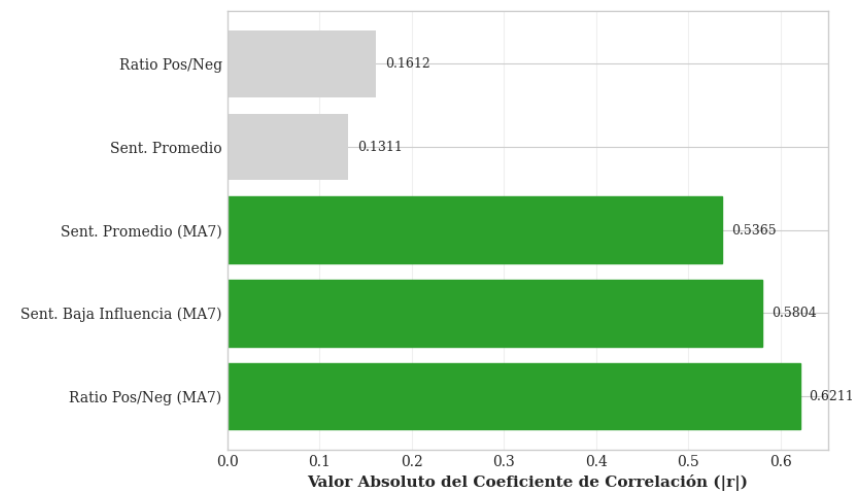 Ratio Pos/Neg
0.1612
Sent. Promedio
0.1311
Sent. Promedio (MA7)
0.5365
Sent. Baja Influencia (MA7)
0.5804
Ratio Pos/Neg (MA7)
0.6211
0.0 0.1 0.2 0.3 0.4 0.5 0.6
Valor Absoluto del Coeficiente de Correlación (|r|)